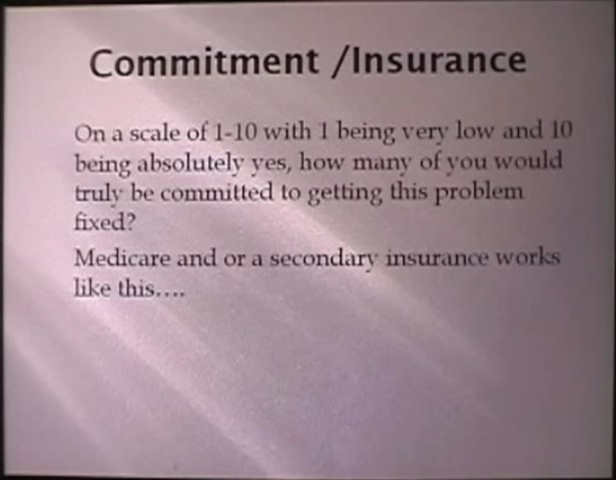 Commitment /Insurance
On a scale of 1-10 with 1 being very low and 10
being absolutely yes, how many of you would
truly be committed to getting this problem
fixed?
Medicare and or a secondary insurance works
like this….